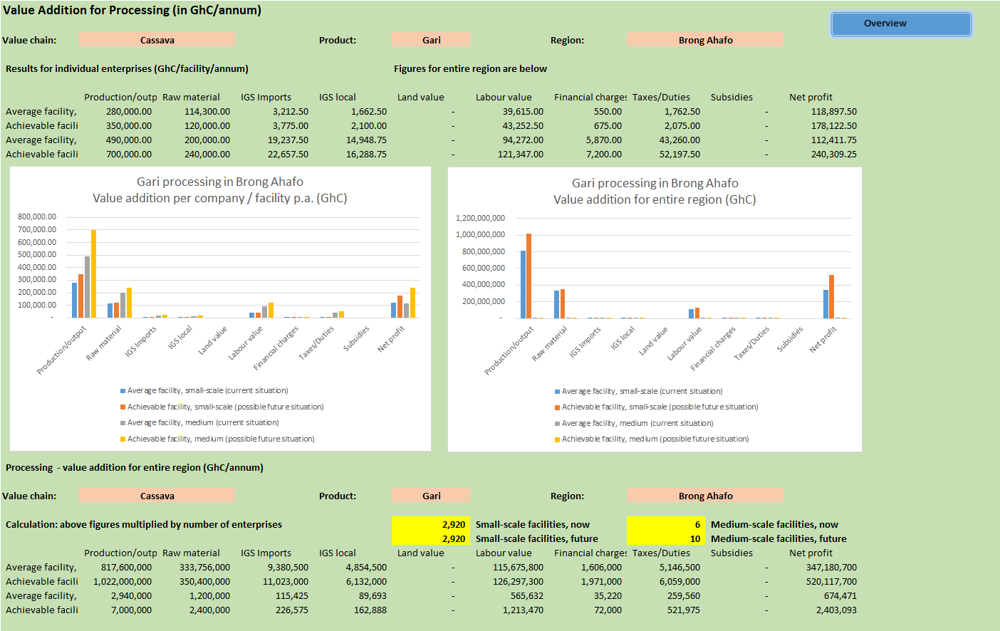 Value Addition for Processing (in GhC/annum)
Overview
Value chain: Cassava Product: Gari Region: Brong Ahafo
Results for individual enterprises (GhC/facility/annum) Figures for entire region are below
Production/outp Raw material IGS Imports IGS local Land value Labour value Financial charges Taxes/Duties Subsidies Net profit
Average facility, 280,000.00 114,300.00 3,212.50 1,662.50 - 39,615.00 550.00 1,762.50 - 118,897.50
Achievable facili 350,000.00 120,000.00 3,775.00 2,100.00 - 43,252.50 675.00 2,075.00 - 178,122.50
Average facility, 490,000.00 200,000.00 19,237.50 14,948.75 - 94,272.00 5,870.00 43,260.00 - 112,411.75
Achievable facili 700,000.00 240,000.00 22,657.50 16,288.75 - 121,347.00 7,200.00 52,197.50 - 240,309.25
Gari processing in Brong Ahafo
Value addition per company / facility p.a. (GhC)
800,000.00
700,000.00
600,000.00
500,000.00
400,000.00
300,000.00
200,000.00
100,000.00
-
Production/output Raw material IGS Imports IGS local Land value Labour value Financial charges Taxes/Duties Subsidies Net profit
Average facility, small-scale (current situation)
Achievable facility, small-scale (possible future situation)
Average facility, medium (current situation)
Achievable facility, medium (possible future situation)
Gari processing in Brong Ahafo
Value addition for entire region (GhC)
1,200,000,000
1,000,000,000
800,000,000
600,000,000
400,000,000
200,000,000
-
Production/output Raw material IGS Imports IGS local Land value Labour value Financial charges Taxes/Duties Subsidies Net profit
Average facility, small-scale (current situation)
Achievable facility, small-scale (possible future situation)
Average facility, medium (current situation)
Achievable facility, medium (possible future situation)
Processing - value addition for entire region (GhC/annum)
Value chain: Cassava Product: Gari Region: Brong Ahafo
Calculation: above figures multiplied by number of enterprises 2,920 Small-scale facilities, now 6 Medium-scale facilities, now
2,920 Small-scale facilities, future 10 Medium-scale facilities, future
Production/outp Raw material IGS Imports IGS local Land value Labour value Financial charges Taxes/Duties Subsidies Net profit
Average facility, 817,600,000 333,756,000 9,380,500 4,854,500 - 115,675,800 1,606,000 5,146,500 - 347,180,700
Achievable facili 1,022,000,000 350,400,000 11,023,000 6,132,000 - 126,297,300 1,971,000 6,059,000 - 520,117,700
Average facility, 2,940,000 1,200,000 115,425 89,693 - 565,632 35,220 259,560 - 674,471
Achievable facili 7,000,000 2,400,000 226,575 162,888 - 1,213,470 72,000 521,975 - 2,403,093